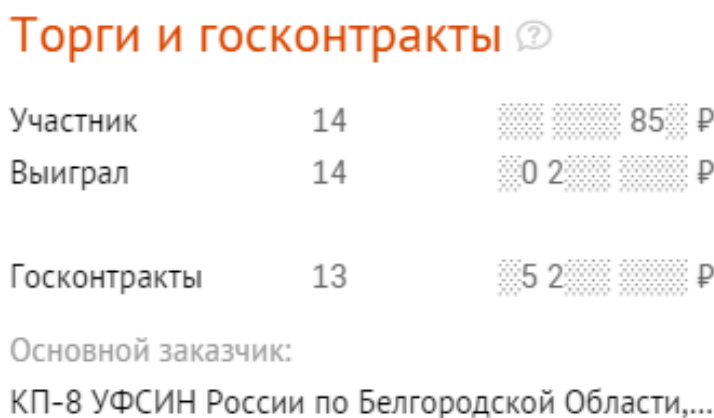 Торги и госконтракты ?
Участник 14 85 ₽
Выиграл 14 0 2 ₽
Госконтракты 13 5 2 ₽
Основной заказчик:
КП-8 УФСИН России по Белгородской Области,...